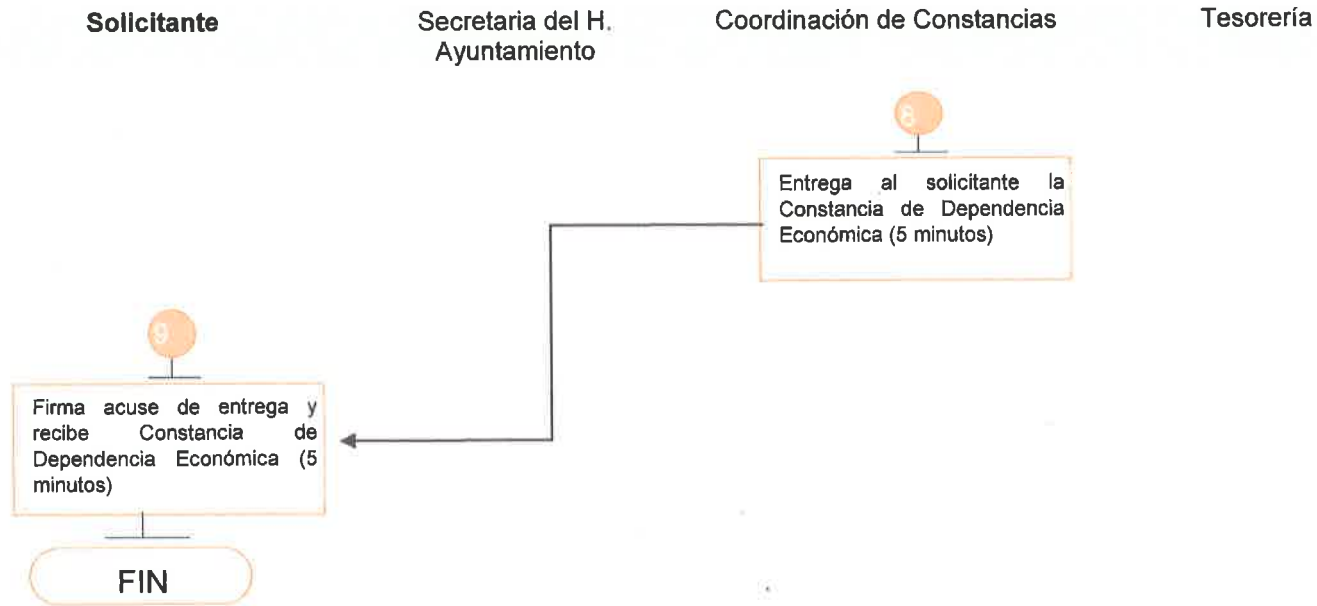 Solicitante
Secretaria del H.
Ayuntamiento
Coordinación de Constancias
Tesorería
8
Entrega al solicitante la
Constancia de Dependencia
Económica (5 minutos)
9
Firma acuse de entrega y
recibe Constancia de
Dependencia Económica (5
minutos)
FIN